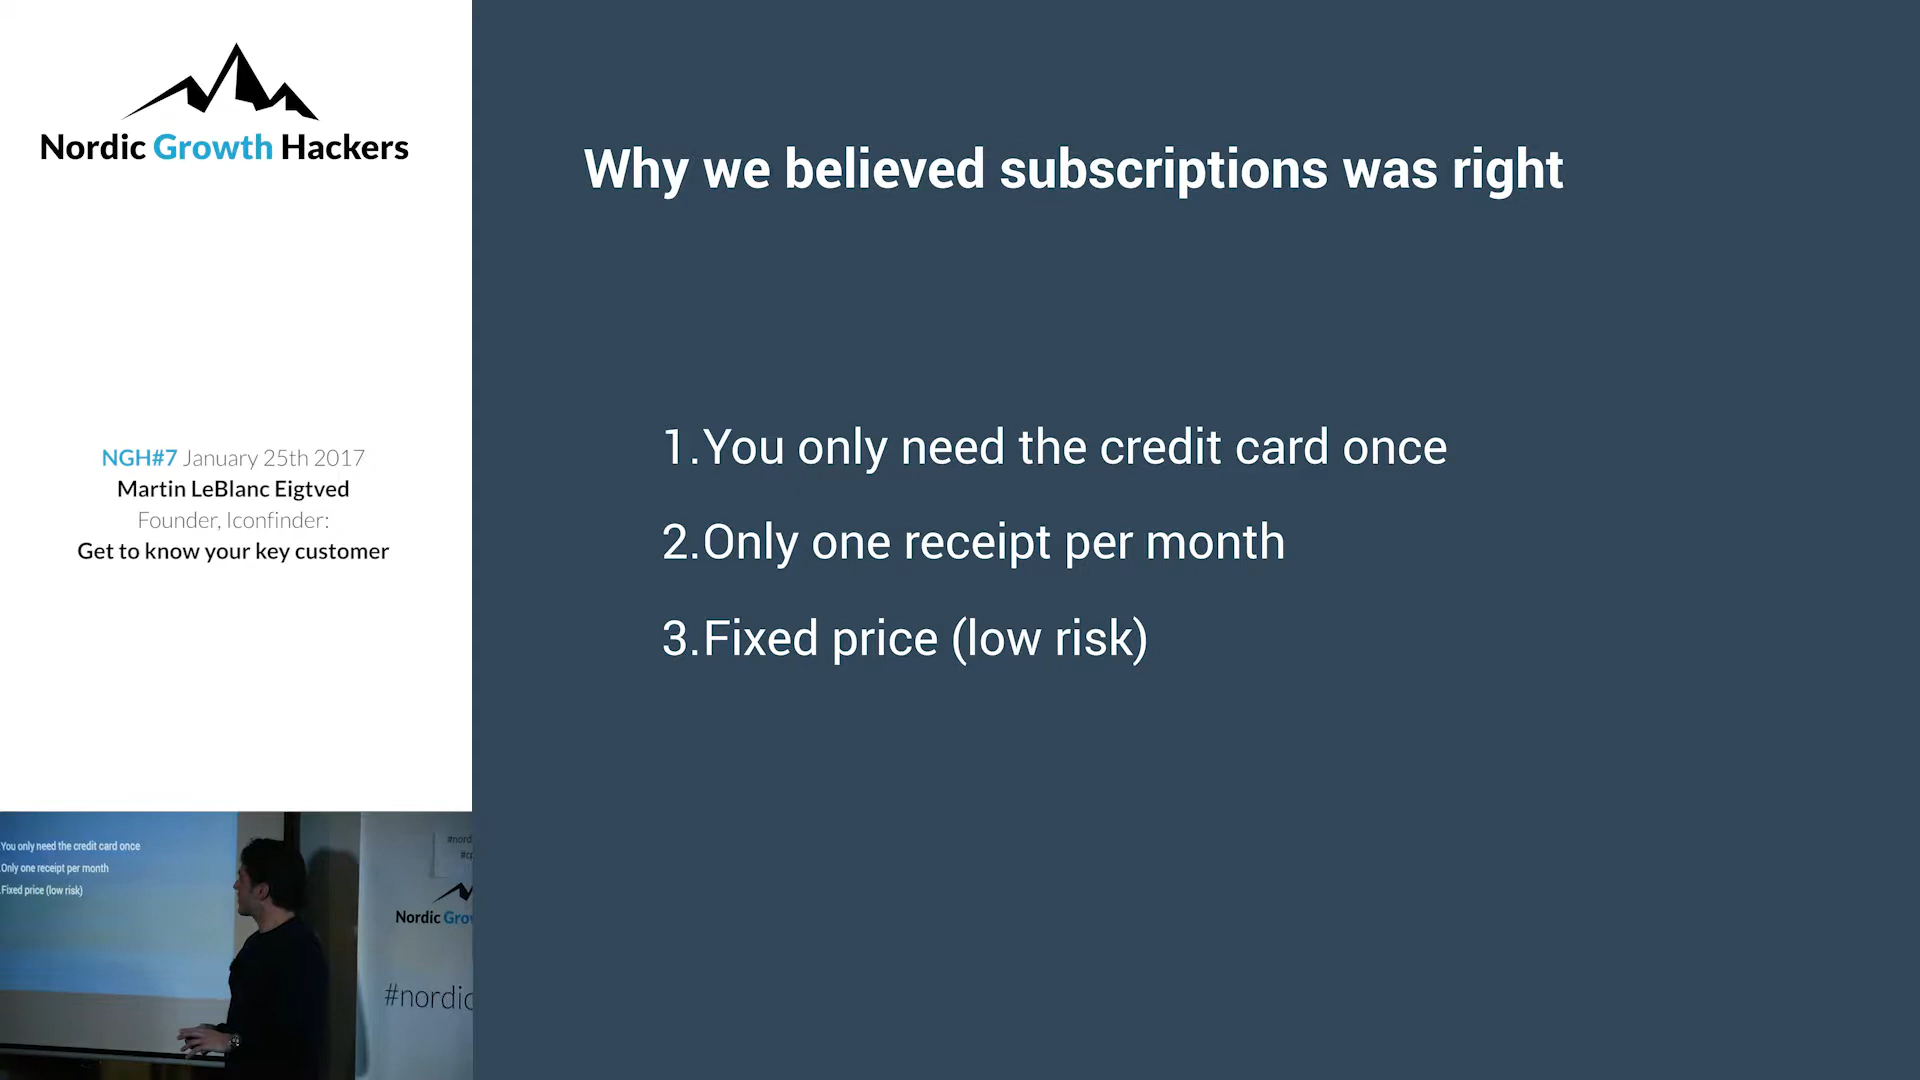 Nordic Growth Hackers
NGH#7 January 25th 2017
Martin LeBlanc Eigtved
Founder, Iconfinder:
Get to know your key customer
Why we believed subscriptions was right
1.You only need the credit card once
2.Only one receipt per month
3.Fixed price (low risk)
You only need the credit card once
Only one receipt per month
Fixed price (low risk)
#nord
Nordic Grow
#nordic